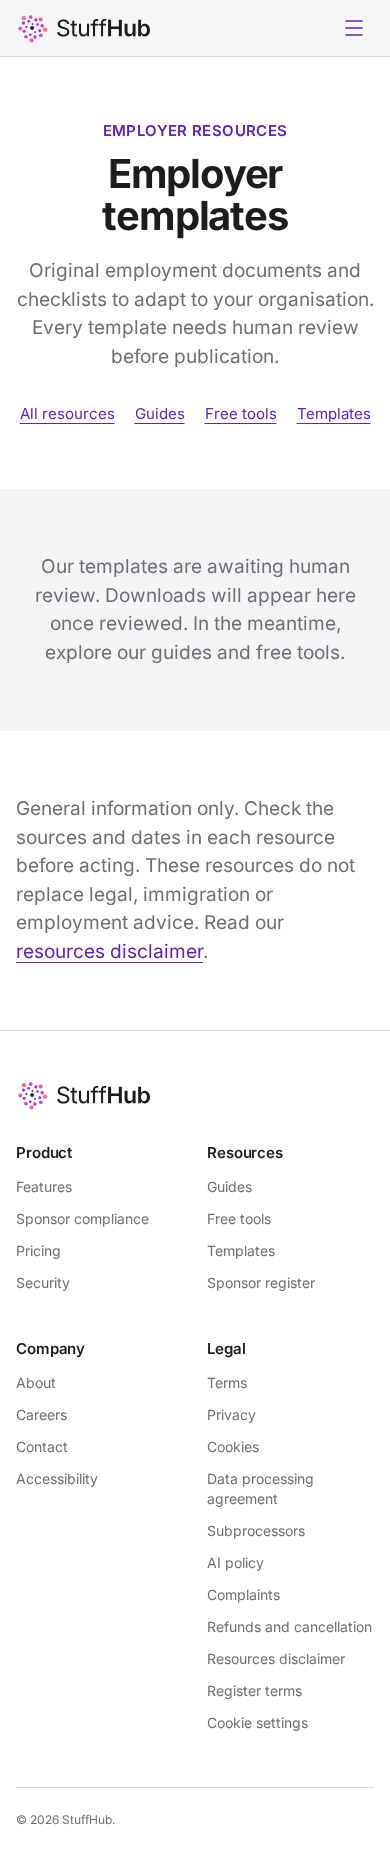 StuffHub
EMPLOYER RESOURCES
Employer
templates
Original employment documents and
checklists to adapt to your organisation.
Every template needs human review
before publication.
All resources Guides Free tools Templates
Our templates are awaiting human
review. Downloads will appear here
once reviewed. In the meantime,
explore our guides and free tools.
General information only. Check the
sources and dates in each resource
before acting. These resources do not
replace legal, immigration or
employment advice. Read our
resources disclaimer.
StuffHub
Product
Features
Sponsor compliance
Pricing
Security
Resources
Guides
Free tools
Templates
Sponsor register
Company
About
Careers
Contact
Accessibility
Legal
Terms
Privacy
Cookies
Data processing
agreement
Subprocessors
AI policy
Complaints
Refunds and cancellation
Resources disclaimer
Register terms
Cookie settings
© 2026 StuffHub.